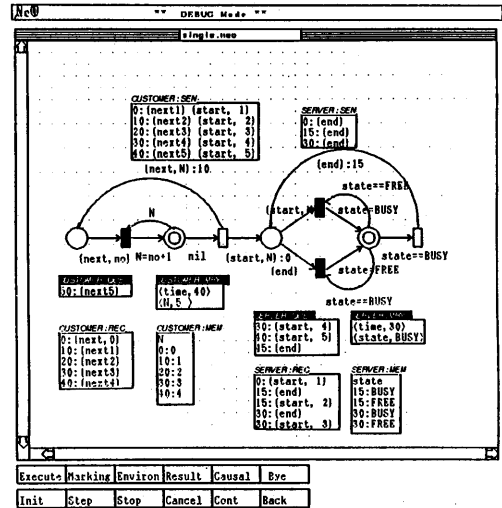 ** DEBUG Mode **
single.neo
CUSTOMER:SEN
0:(next1) (start, 1)
10:(next2) (start, 2)
20:(next3) (start, 3)
30:(next4) (start, 4)
40:(next5) (start, 5)
SERVER:SEN
0:(end)
15:(end)
30:(end)
(next,N):10
(end):15
state==FREE
N
(start,N)
state=BUSY
(next,no)
N=no+1
nil
(start,N):0
(end)
state=FREE
state==BUSY
state==BUSY
50:(next5)
(time,40)
(N,5 )
30:(start, 4)
40:(start, 5)
45:(end)
(time,30)
(state,BUSY)
CUSTOMER:REC
0:(next,0)
10:(next1)
20:(next2)
30:(next3)
40:(next4)
CUSTOMER:MEM
N
0:0
10:1
20:2
30:3
30:4
SERVER:REC
0:(start, 1)
15:(end)
15:(start, 2)
30:(end)
30:(start, 3)
SERVER:MEM
state
15:BUSY
15:FREE
30:BUSY
30:FREE
Execute Marking Environ Result Causal Bye
Init Step Stop Cancel Cont Back